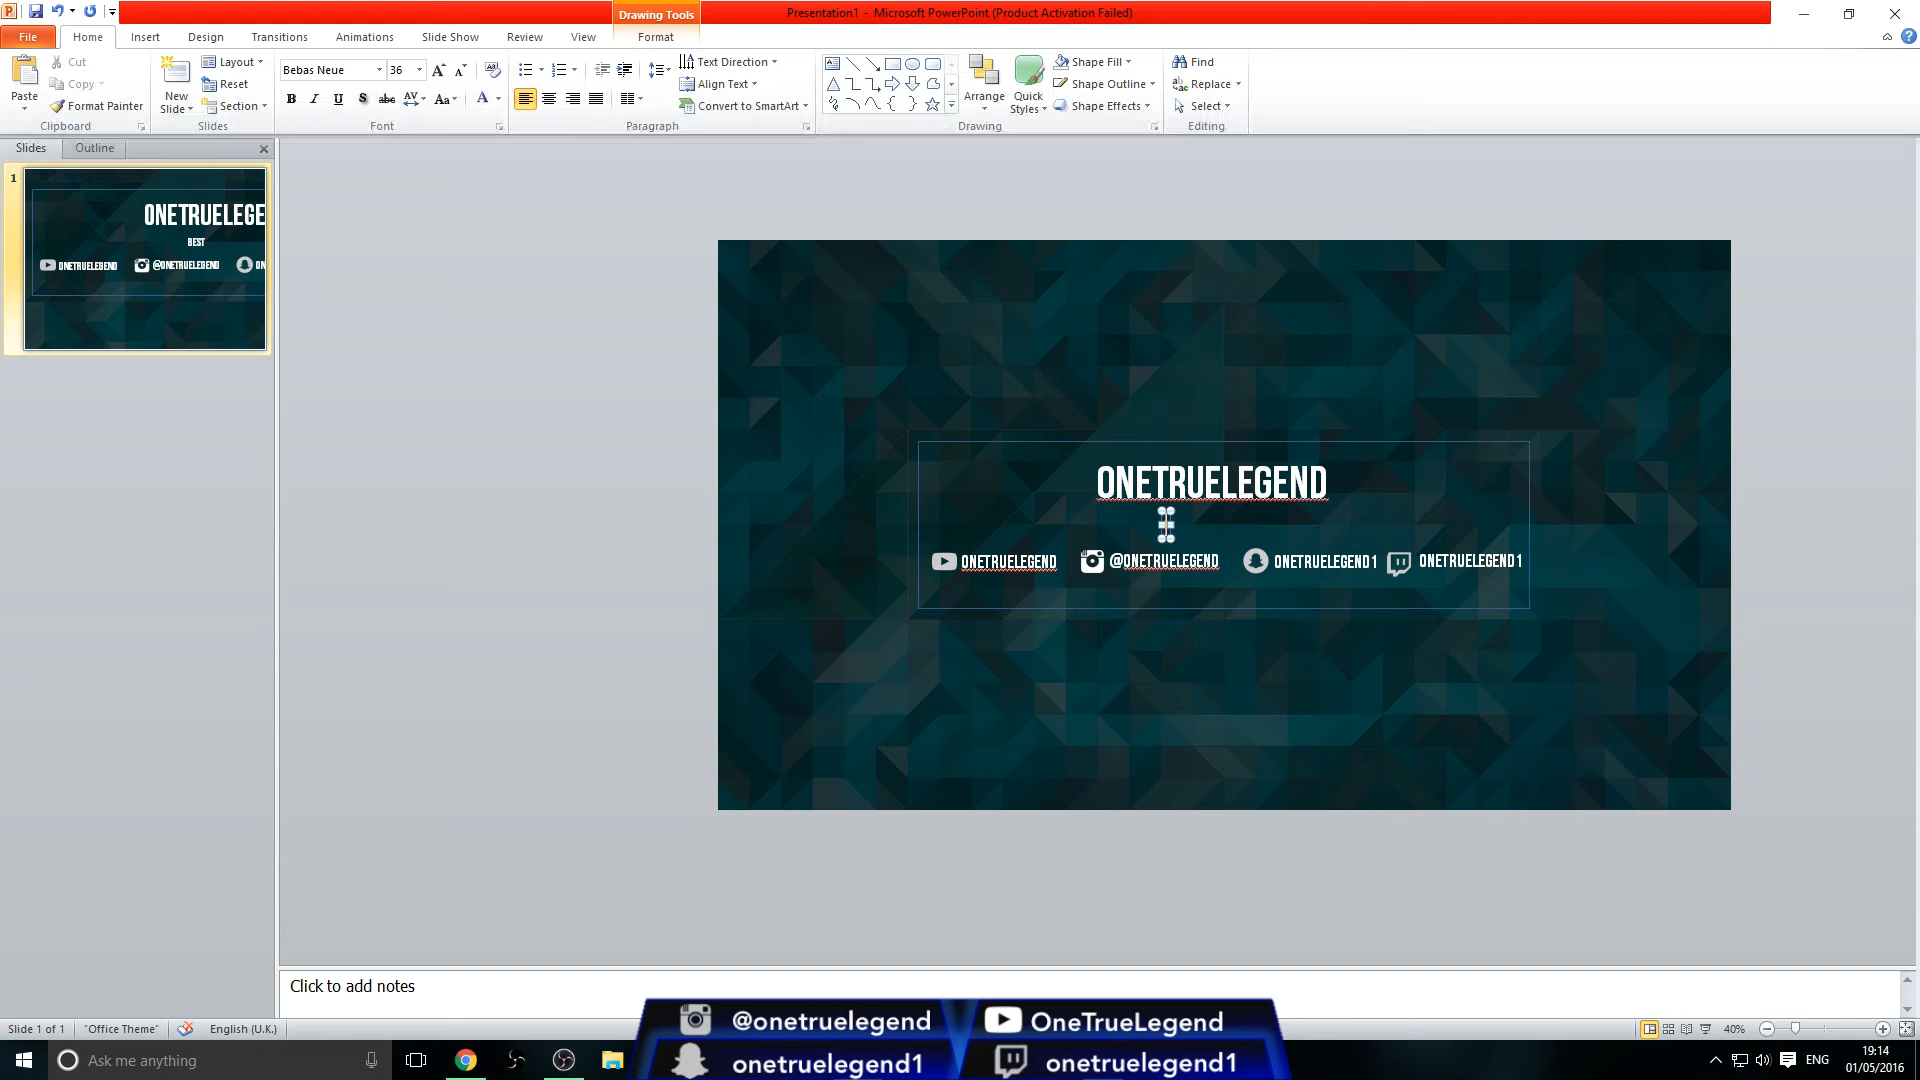 Presentation1 - Microsoft PowerPoint (Product Activation Failed)
Drawing Tools
File Home Insert Design Transitions Animations Slide Show Review View Format
Paste
Cut
Copy
Format Painter
Clipboard
New Slide
Layout
Reset
Section
Slides
Bebas Neue 36
Font
Text Direction
Align Text
Convert to SmartArt
Paragraph
Arrange
Quick Styles
Shape Fill
Shape Outline
Shape Effects
Drawing
Find
Replace
Select
Editing
Slides Outline
1
ONETRUELEGE
BEST
ONETRUELEGEND @ONETRUELEGEND ON
ONETRUELEGEND
ONETRUELEGEND @ONETRUELEGEND ONETRUELEGEND1 ONETRUELEGEND1
Click to add notes
Slide 1 of 1 "Office Theme" English (U.K.) 40%
@onetruelegend OneTrueLegend
onetruelegend1 onetruelegend1
Ask me anything
ENG
19:14
01/05/2016